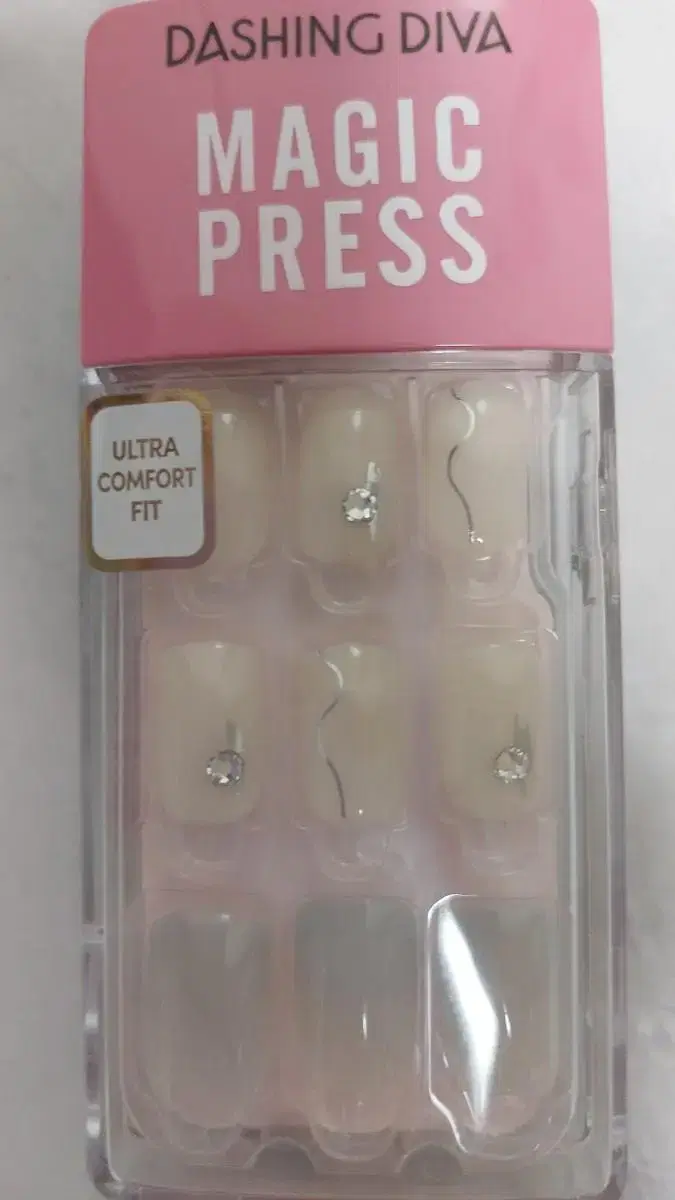 DASHING DIVA
MAGIC
PRESS
ULTRA
COMFORT
FIT